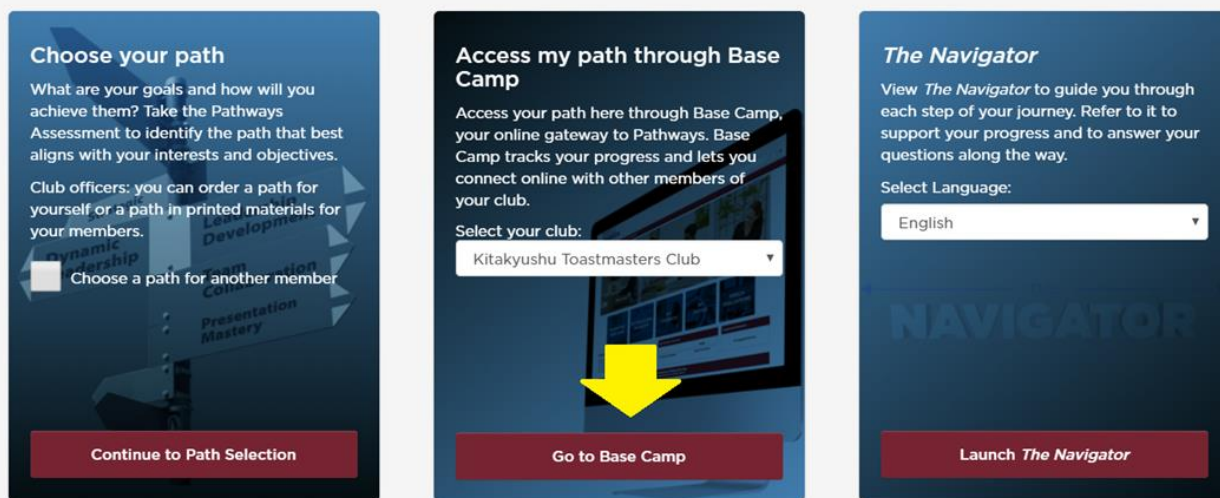 Choose your path
What are your goals and how will you
achieve them? Take the Pathways
Assessment to identify the path that best
aligns with your interests and objectives.
Club officers: you can order a path for
yourself or a path in printed materials for
your members.
Choose a path for another member
Leadership
Development
Dynamic
Leadership
Team
Collaboration
Presentation
Mastery
Continue to Path Selection
Access my path through Base
Camp
Access your path here through Base Camp,
your online gateway to Pathways. Base
Camp tracks your progress and lets you
connect online with other members of
your club.
Select your club:
Kitakyushu Toastmasters Club
Go to Base Camp
The Navigator
View The Navigator to guide you through
each step of your journey. Refer to it to
support your progress and to answer your
questions along the way.
Select Language:
English
NAVIGATOR
Launch The Navigator